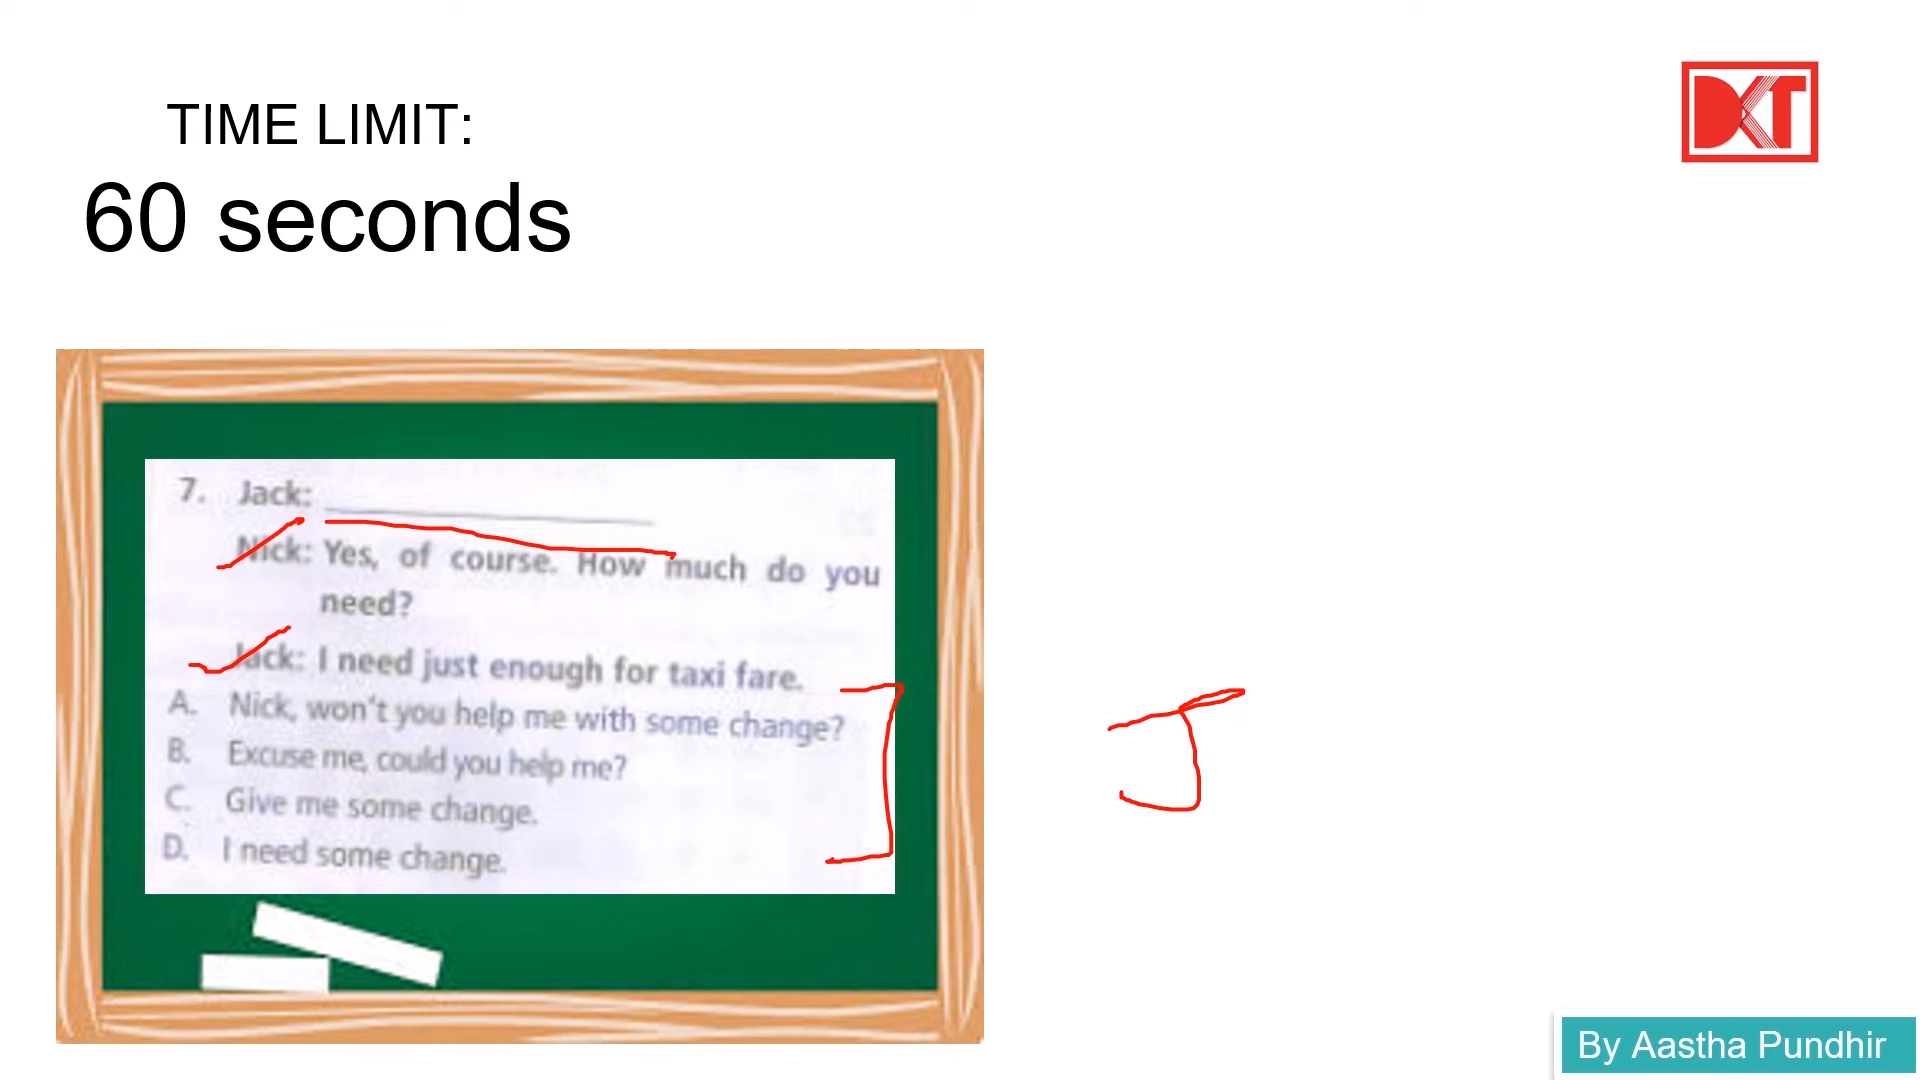 TIME LIMIT:
60 seconds
DKT
7. Jack: ____________
Nick: Yes, of course. How much do you
need?
Jack: I need just enough for taxi fare.
A. Nick, won't you help me with some change?
B. Excuse me, could you help me?
C. Give me some change.
D. I need some change.
J
By Aastha Pundhir